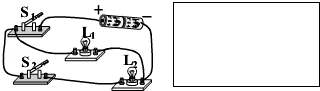 S₁
+ −
L₁
S₂
L₂